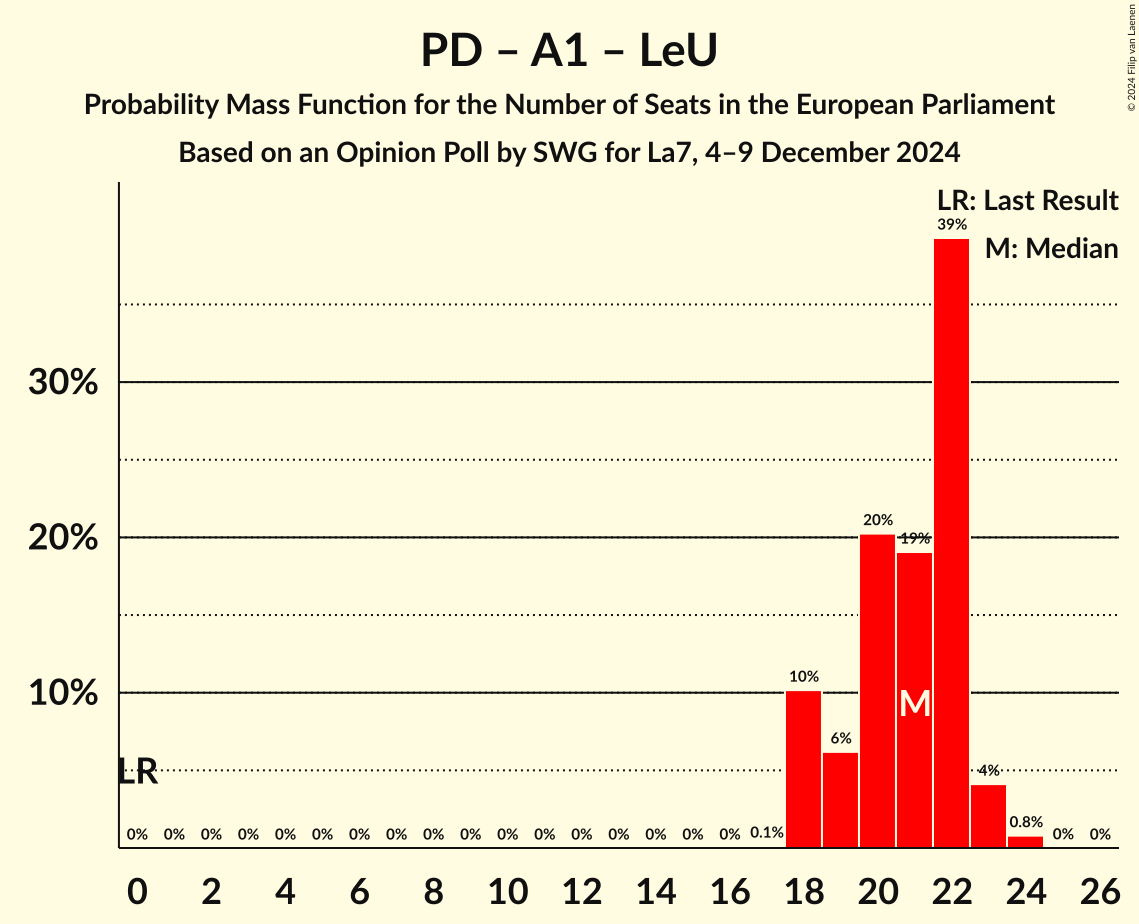 PD – A1 – LeU
Probability Mass Function for the Number of Seats in the European Parliament
Based on an Opinion Poll by SWG for La7, 4–9 December 2024
© 2024 Filip van Laenen
LR: Last Result
M: Median
39%
30%
20%
20%
19%
10%
10%
M
6%
LR
4%
0% 0% 0% 0% 0% 0% 0% 0% 0% 0% 0% 0% 0% 0% 0% 0% 0% 0.1% 0.8% 0% 0%
0 2 4 6 8 10 12 14 16 18 20 22 24 26